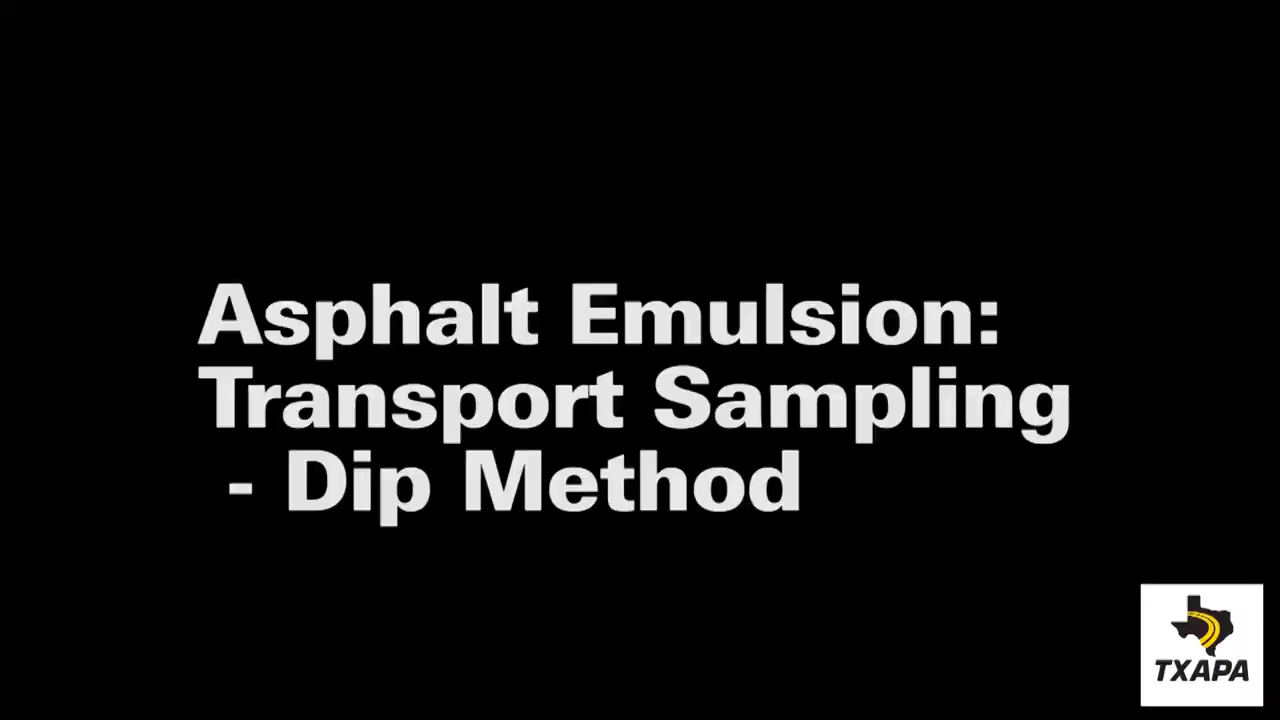 Asphalt Emulsion:
Transport Sampling
- Dip Method
TXAPA